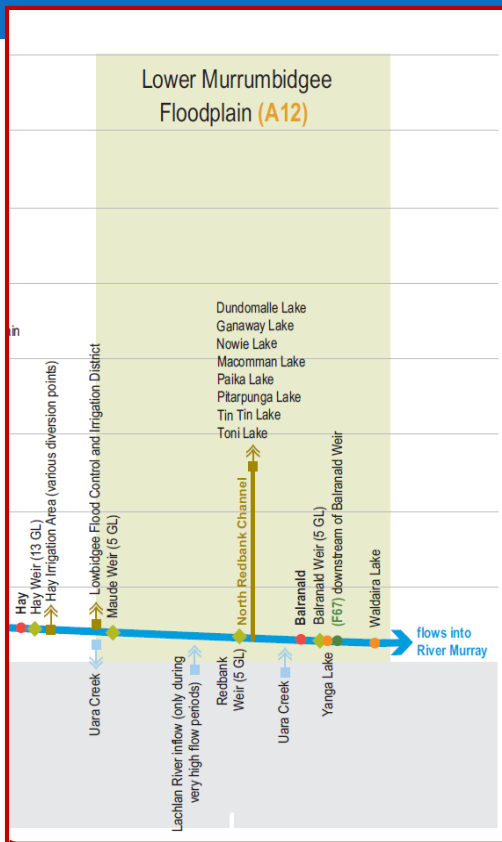 Lower Murrumbidgee
Floodplain (A12)
Dundomalle Lake
Ganaway Lake
Nowie Lake
Macomman Lake
Paika Lake
Pitarpunga Lake
Tin Tin Lake
Toni Lake
Hay
Hay Weir (13 GL)
Hay Irrigation Area (various diversion points)
Lowbidgee Flood Control and Irrigation District
Maude Weir (5 GL)
North Redbank Channel
Balranald
Balranald Weir (5 GL)
(F67) downstream of Balranald Weir
Waldaira Lake
flows into
River Murray
Uara Creek
Lachlan River inflow (only during
very high flow periods)
Redbank
Weir (5 GL)
Uara Creek
Yanga Lake